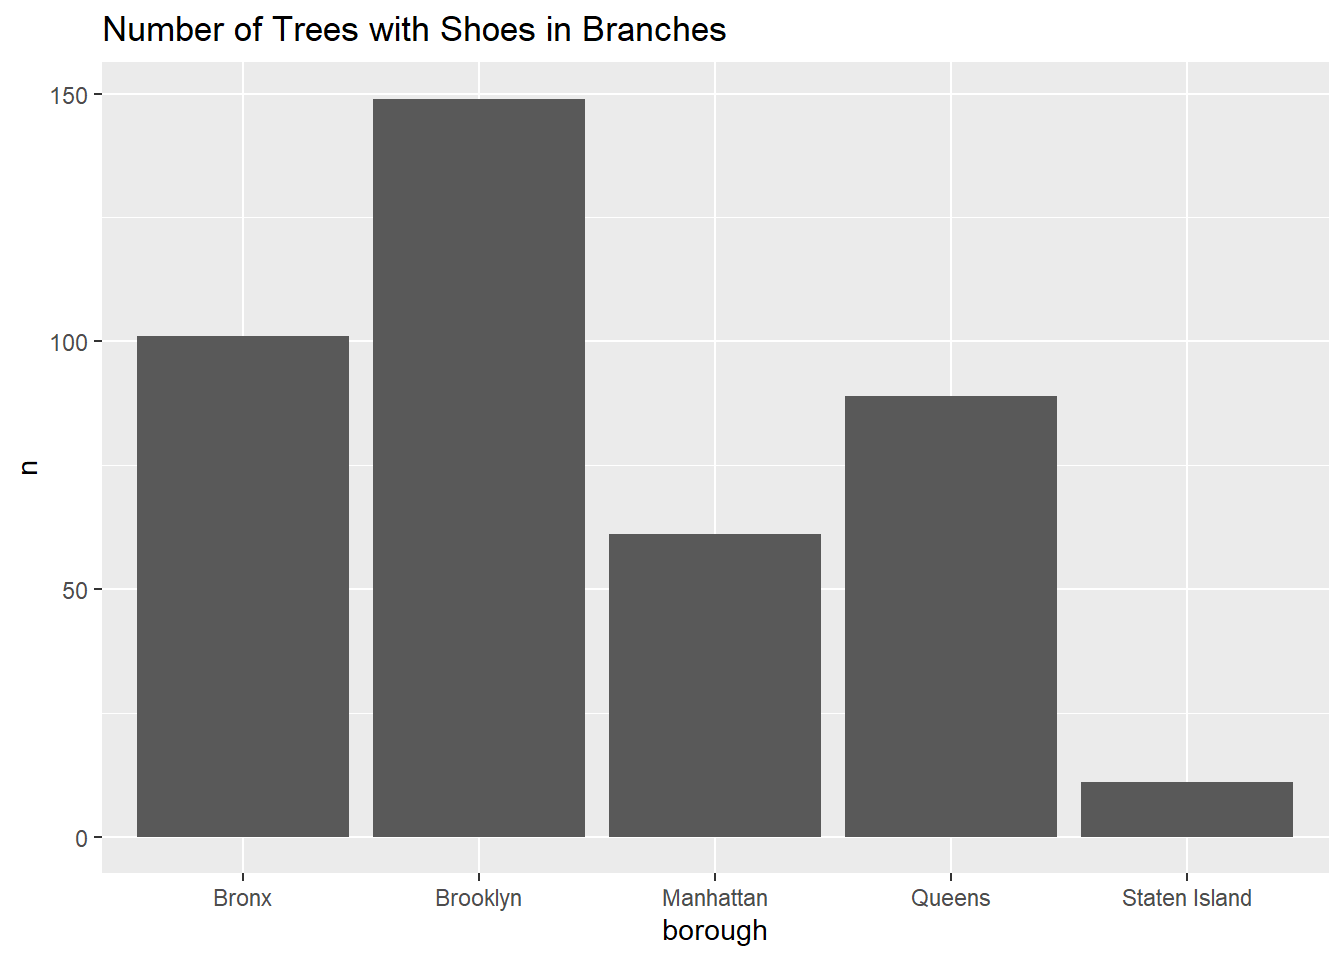 Number of Trees with Shoes in Branches
150
100
50
0
n
Bronx Brooklyn Manhattan Queens Staten Island
borough